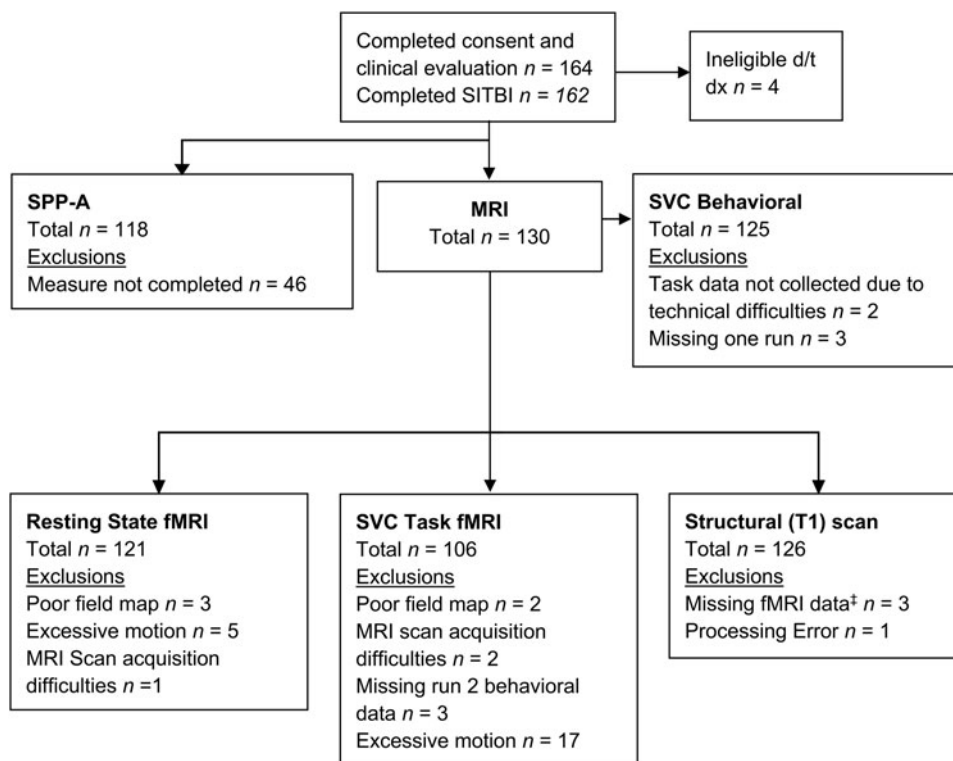 Completed consent and
clinical evaluation n = 164
Completed SITBI n = 162
Ineligible d/t
dx n = 4
SPP-A
Total n = 118
Exclusions
Measure not completed n = 46
MRI
Total n = 130
SVC Behavioral
Total n = 125
Exclusions
Task data not collected due to
technical difficulties n = 2
Missing one run n = 3
Resting State fMRI
Total n = 121
Exclusions
Poor field map n = 3
Excessive motion n = 5
MRI Scan acquisition
difficulties n =1
SVC Task fMRI
Total n = 106
Exclusions
Poor field map n = 2
MRI scan acquisition
difficulties n = 2
Missing run 2 behavioral
data n = 3
Excessive motion n = 17
Structural (T1) scan
Total n = 126
Exclusions
Missing fMRI data‡ n = 3
Processing Error n = 1